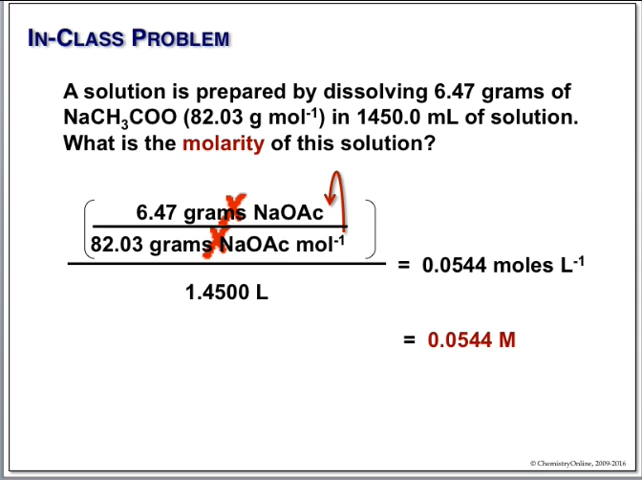 IN-CLASS PROBLEM
A solution is prepared by dissolving 6.47 grams of
NaCH₃COO (82.03 g mol⁻¹) in 1450.0 mL of solution.
What is the molarity of this solution?
6.47 grams NaOAc
82.03 grams NaOAc mol⁻¹
= 0.0544 moles L⁻¹
1.4500 L
= 0.0544 M
© ChemistryOnline, 2009-2016